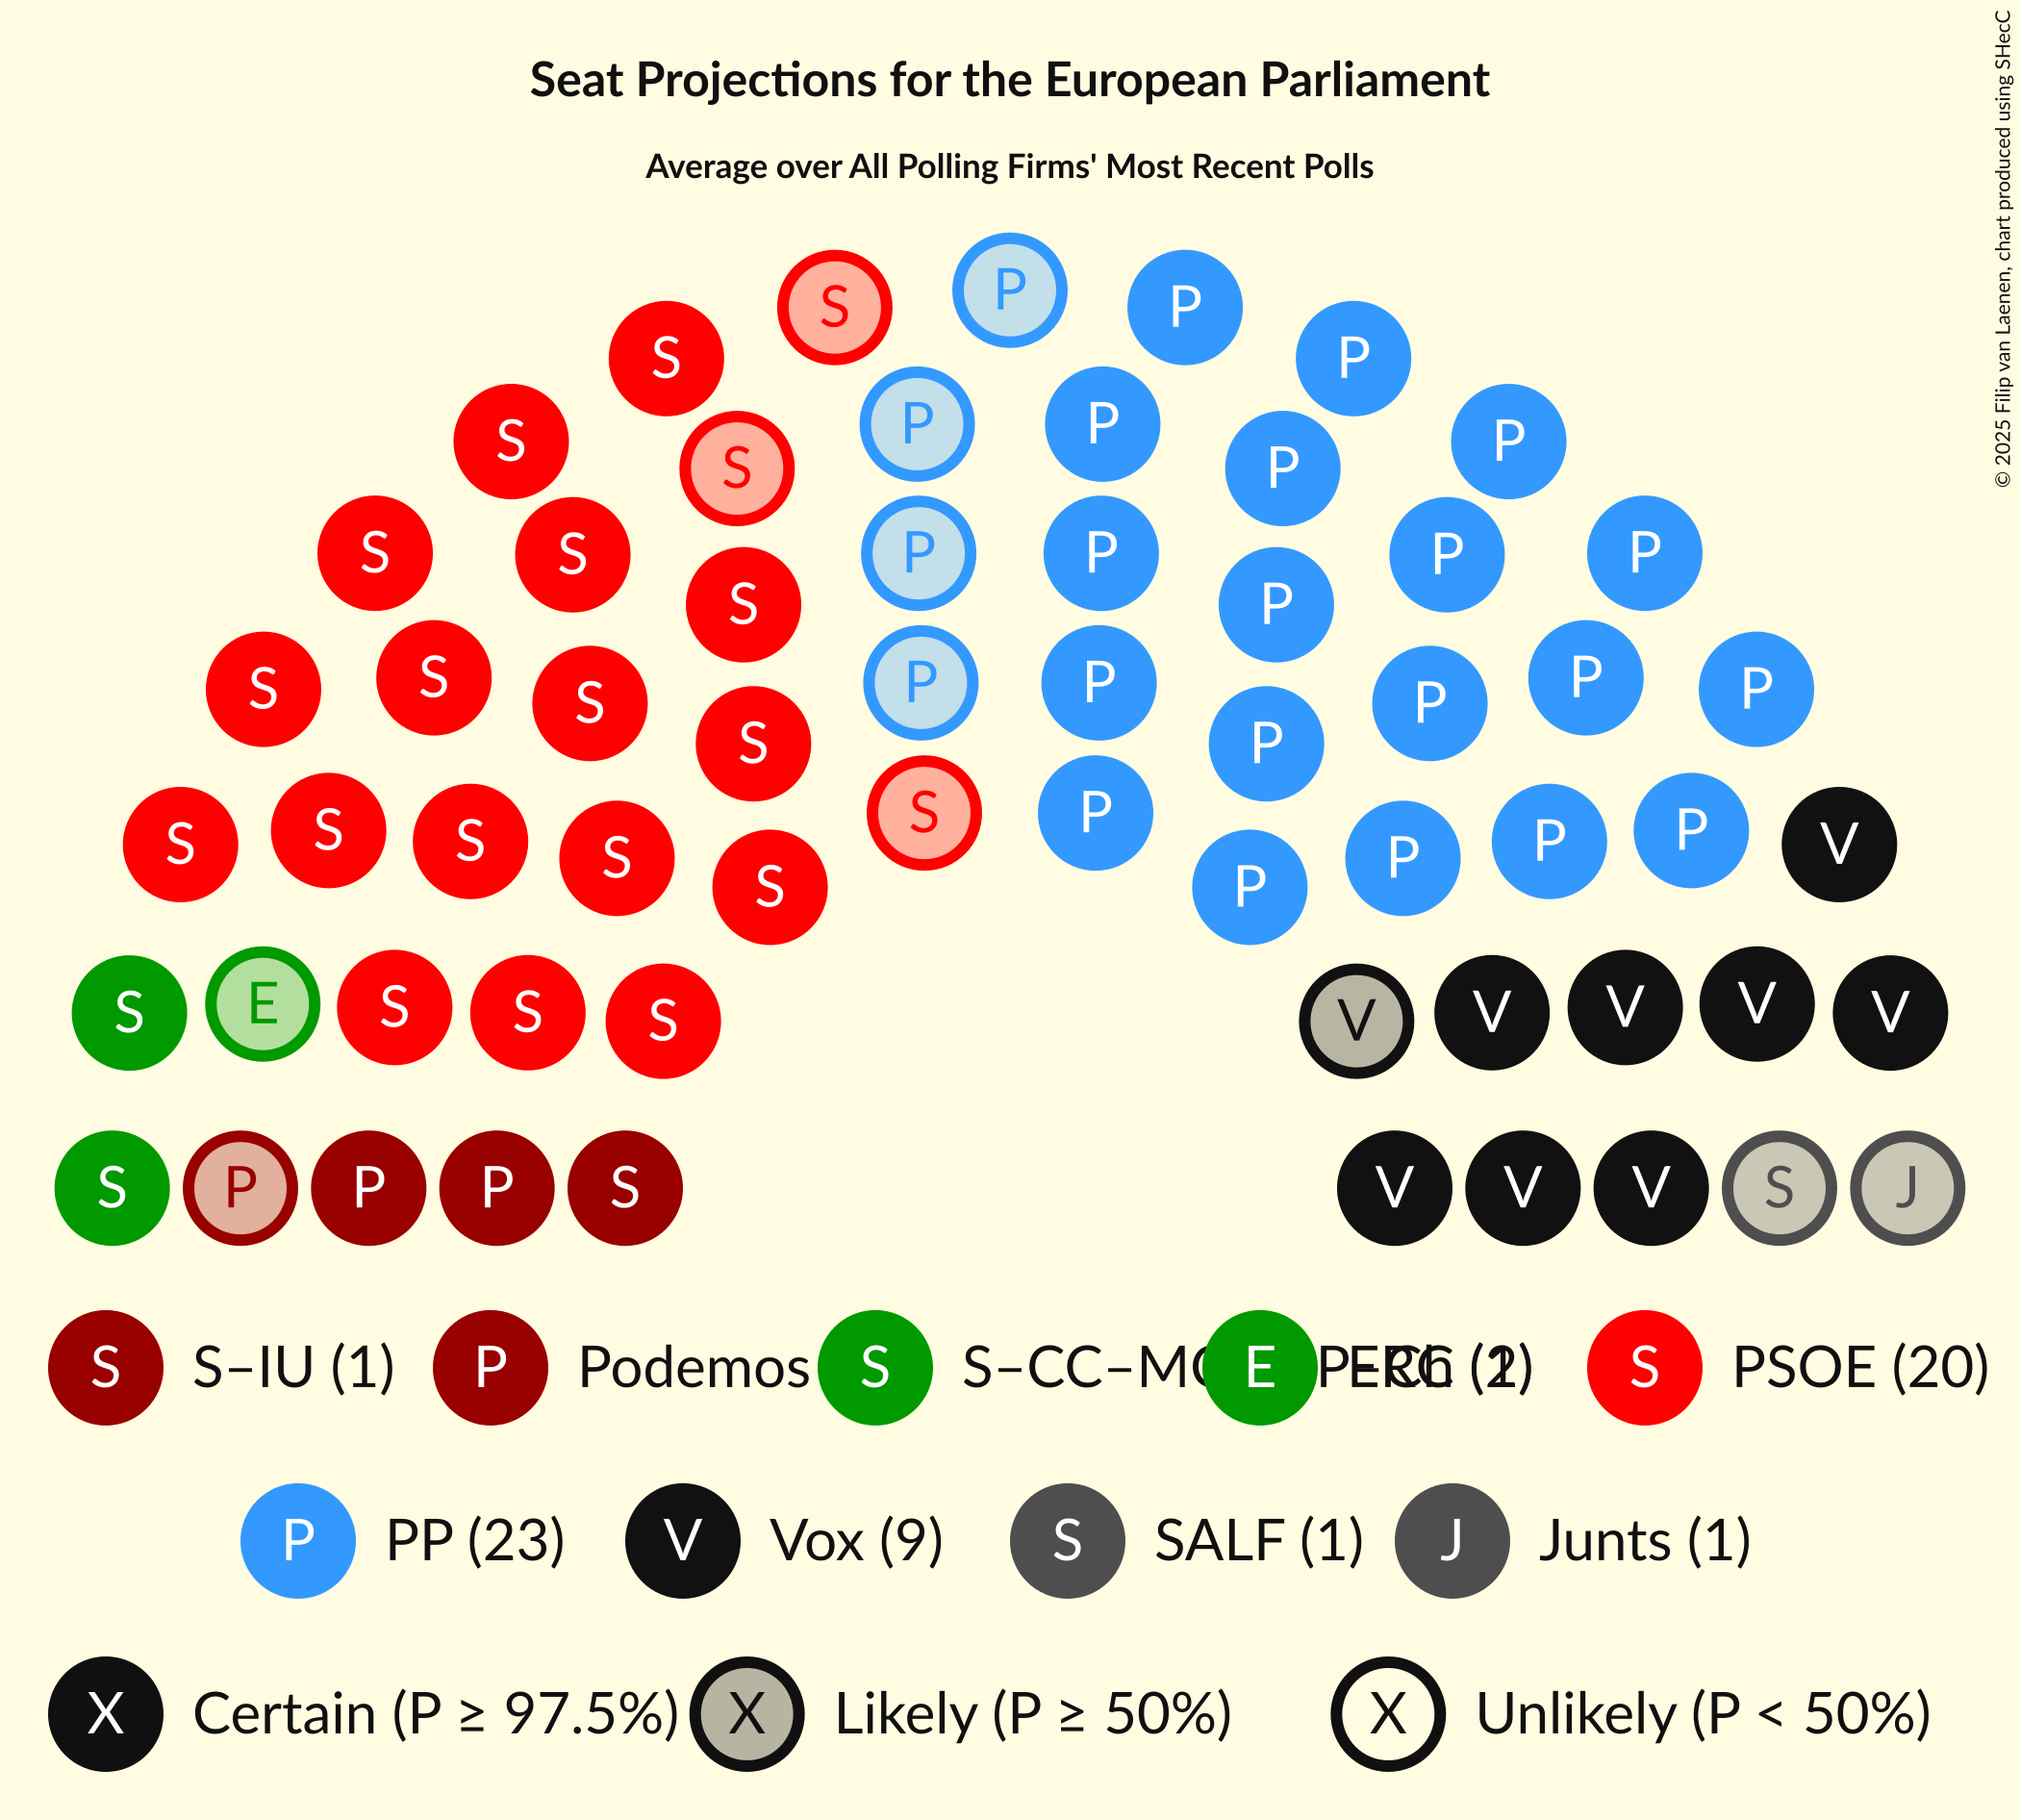 Seat Projections for the European Parliament
Average over All Polling Firms' Most Recent Polls
© 2025 Filip van Laenen, chart produced using SHecC
P
S P
S P
P P
S P
S P
S P
P P
S P
S S P P P
S P
S P
S P
S P
S P
S P
S P
S P
S S S S P P P V
S P
S E S S S V V V V V
S P P P S V V V S J
S S–IU (1) P Podemos S S–CC–M E S PSOE (20)
P PP (23) V Vox (9) S SALF (1) J Junts (1)
X Certain (P ≥ 97.5%) X Likely (P ≥ 50%) X Unlikely (P < 50%)